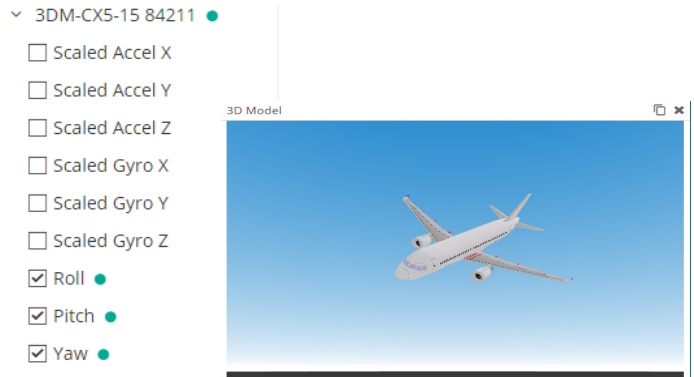 3DM-CX5-15 84211
Scaled Accel X
Scaled Accel Y
Scaled Accel Z
Scaled Gyro X
Scaled Gyro Y
Scaled Gyro Z
Roll
Pitch
Yaw
3D Model